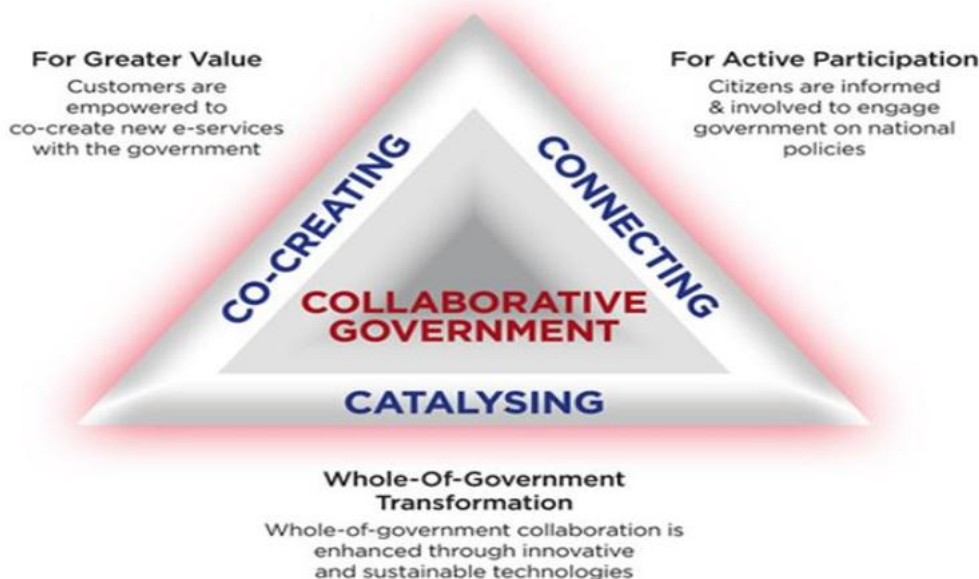 For Greater Value
Customers are
empowered to
co-create new e-services
with the government
For Active Participation
Citizens are informed
& involved to engage
government on national
policies
CO-CREATING
CONNECTING
COLLABORATIVE
GOVERNMENT
CATALYSING
Whole-Of-Government
Transformation
Whole-of-government collaboration is
enhanced through innovative
and sustainable technologies